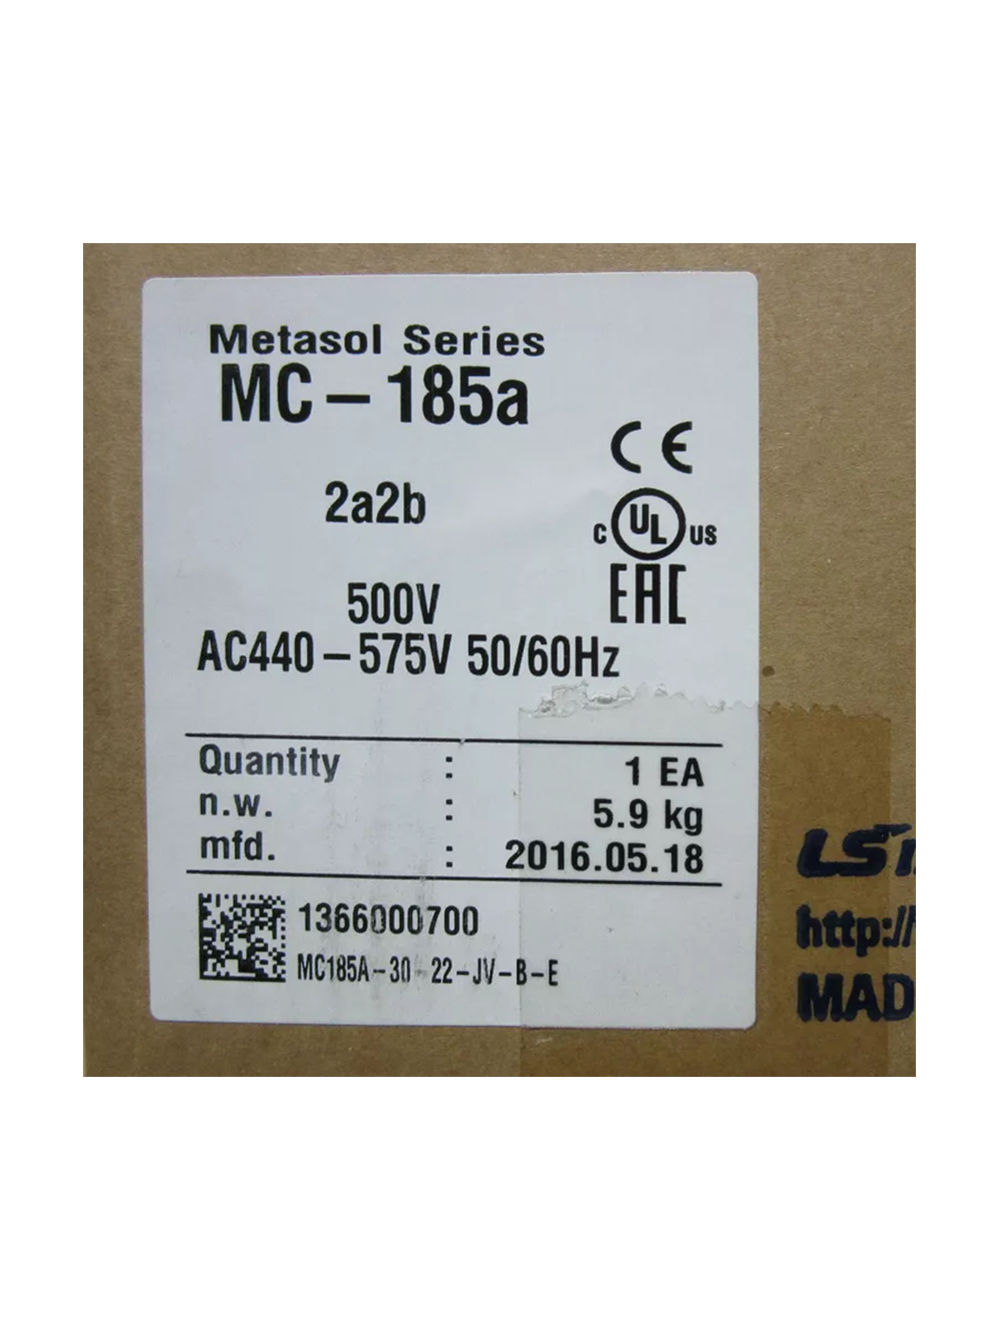 Metasol Series
MC-185a
2a2b
CE
c UL us
EAC
500V
AC440-575V 50/60Hz
Quantity : 1 EA
n.w. : 5.9 kg
mfd. : 2016.05.18
1366000700
MC185A-30-22-JV-B-E
LS
http://
MAD